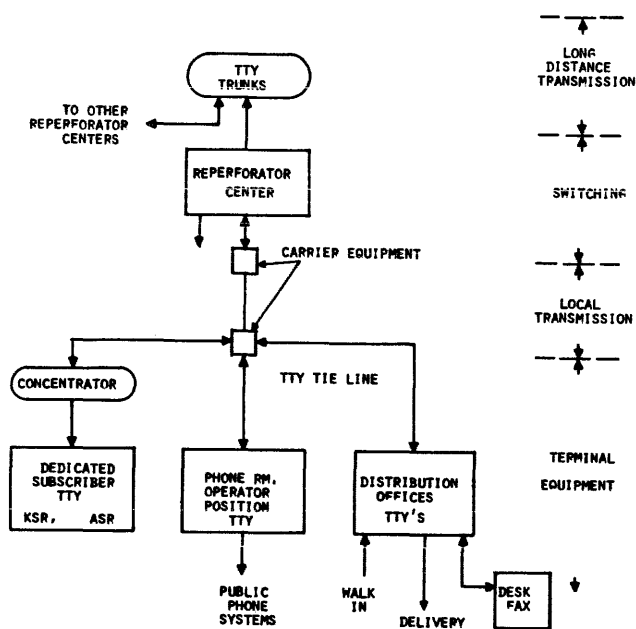 TTY
TRUNKS
LONG
DISTANCE
TRANSMISSION
TO OTHER
REPERFORATOR
CENTERS
REPERFORATOR
CENTER
SWITCHING
CARRIER EQUIPMENT
LOCAL
TRANSMISSION
CONCENTRATOR
TTY TIE LINE
DEDICATED
SUBSCRIBER
TTY
KSR, ASR
PHONE RM.
OPERATOR
POSITION
TTY
DISTRIBUTION
OFFICES
TTY'S
TERMINAL
EQUIPMENT
PUBLIC
PHONE
SYSTEMS
WALK
IN
DELIVERY
DESK
FAX